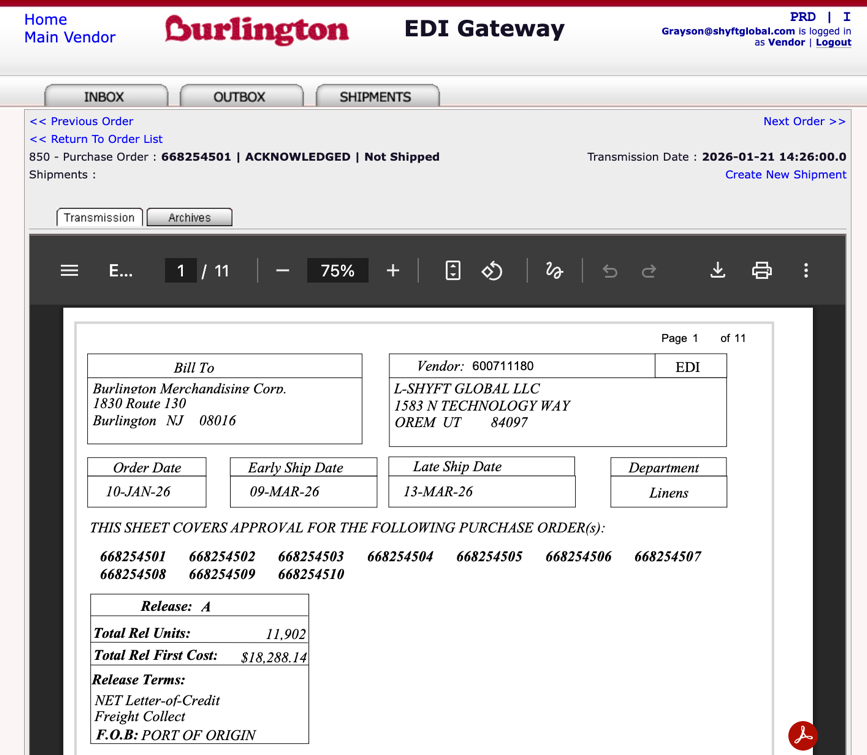 Home
Main Vendor
Burlington
EDI Gateway
PRD | I
Grayson@shyftglobal.com is logged in
as Vendor | Logout
INBOX
OUTBOX
SHIPMENTS
<< Previous Order
Next Order >>
<< Return To Order List
850 - Purchase Order : 668254501 | ACKNOWLEDGED | Not Shipped
Transmission Date : 2026-01-21 14:26:00.0
Shipments :
Create New Shipment
Transmission
Archives
E... 1 / 11 75%
Page 1 of 11
Bill To
Burlington Merchandising Corp.
1830 Route 130
Burlington NJ 08016
Vendor: 600711180
EDI
L-SHYFT GLOBAL LLC
1583 N TECHNOLOGY WAY
OREM UT 84097
Order Date
10-JAN-26
Early Ship Date
09-MAR-26
Late Ship Date
13-MAR-26
Department
Linens
THIS SHEET COVERS APPROVAL FOR THE FOLLOWING PURCHASE ORDER(s):
668254501 668254502 668254503 668254504 668254505 668254506 668254507
668254508 668254509 668254510
Release: A
Total Rel Units: 11,902
Total Rel First Cost: $18,288.14
Release Terms:
NET Letter-of-Credit
Freight Collect
F.O.B: PORT OF ORIGIN